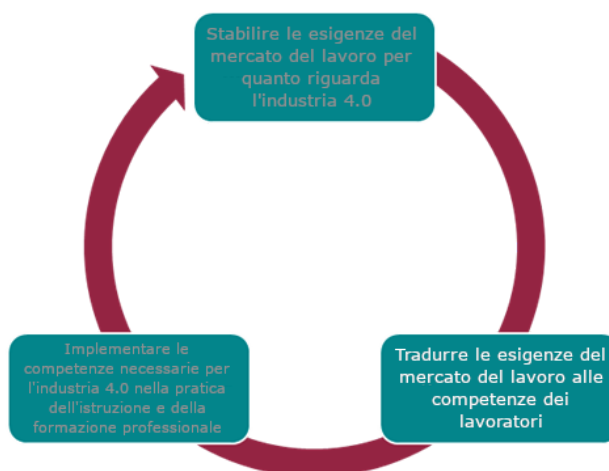 Stabilire le esigenze del
mercato del lavoro per
quanto riguarda
l'industria 4.0
Implementare le
competenze necessarie per
l'industria 4.0 nella pratica
dell'istruzione e della
formazione professionale
Tradurre le esigenze del
mercato del lavoro alle
competenze dei
lavoratori